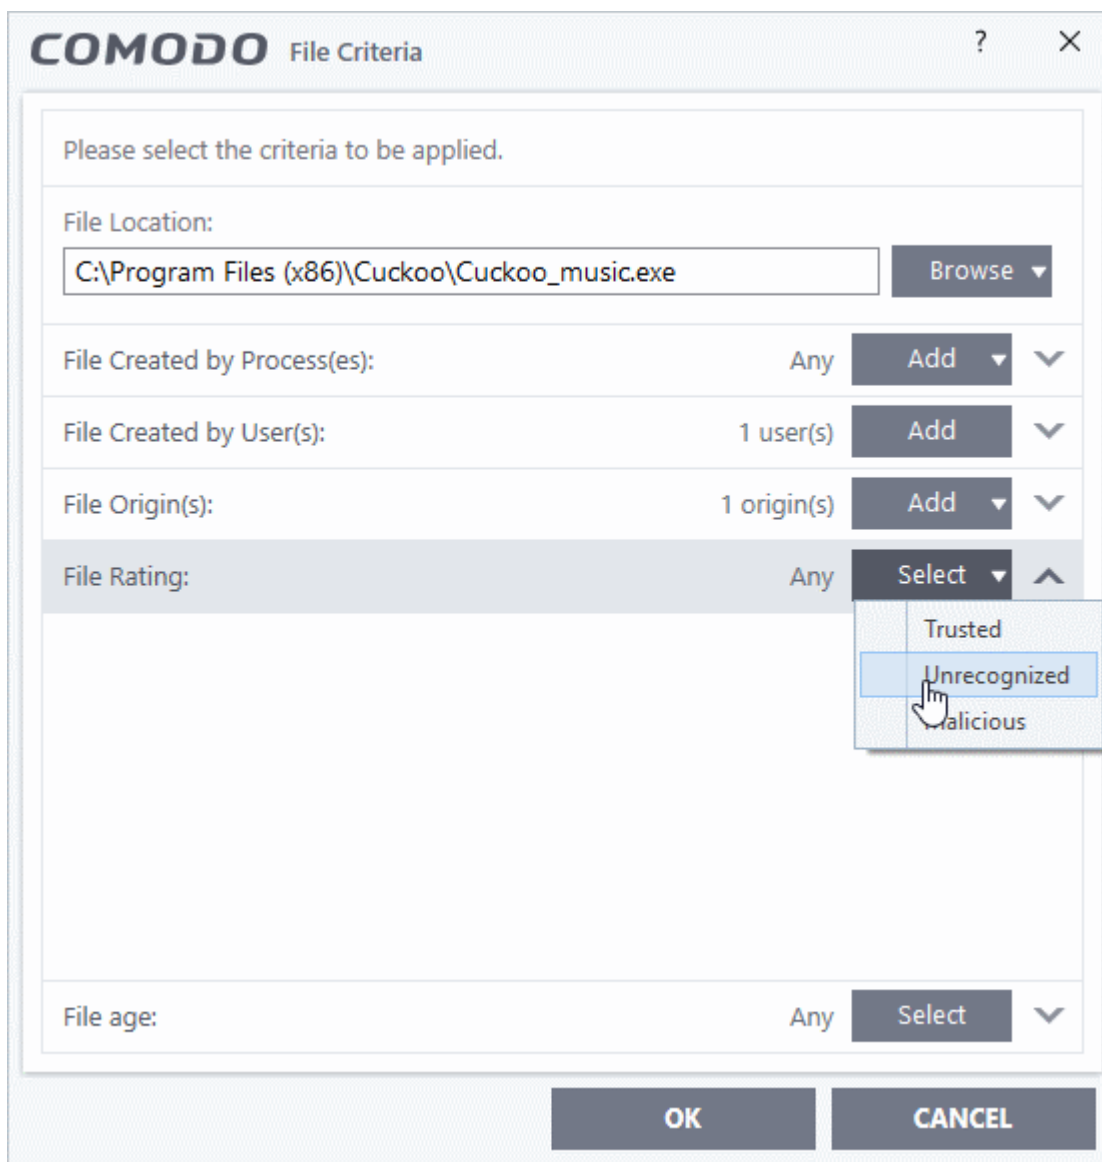 COMODO File Criteria ?
Please select the criteria to be applied.
File Location:
C:\Program Files (x86)\Cuckoo\Cuckoo_music.exe Browse
File Created by Process(es): Any Add
File Created by User(s): 1 user(s) Add
File Origin(s): 1 origin(s) Add
File Rating: Any Select
Trusted
Unrecognized
Malicious
File age: Any Select
OK CANCEL